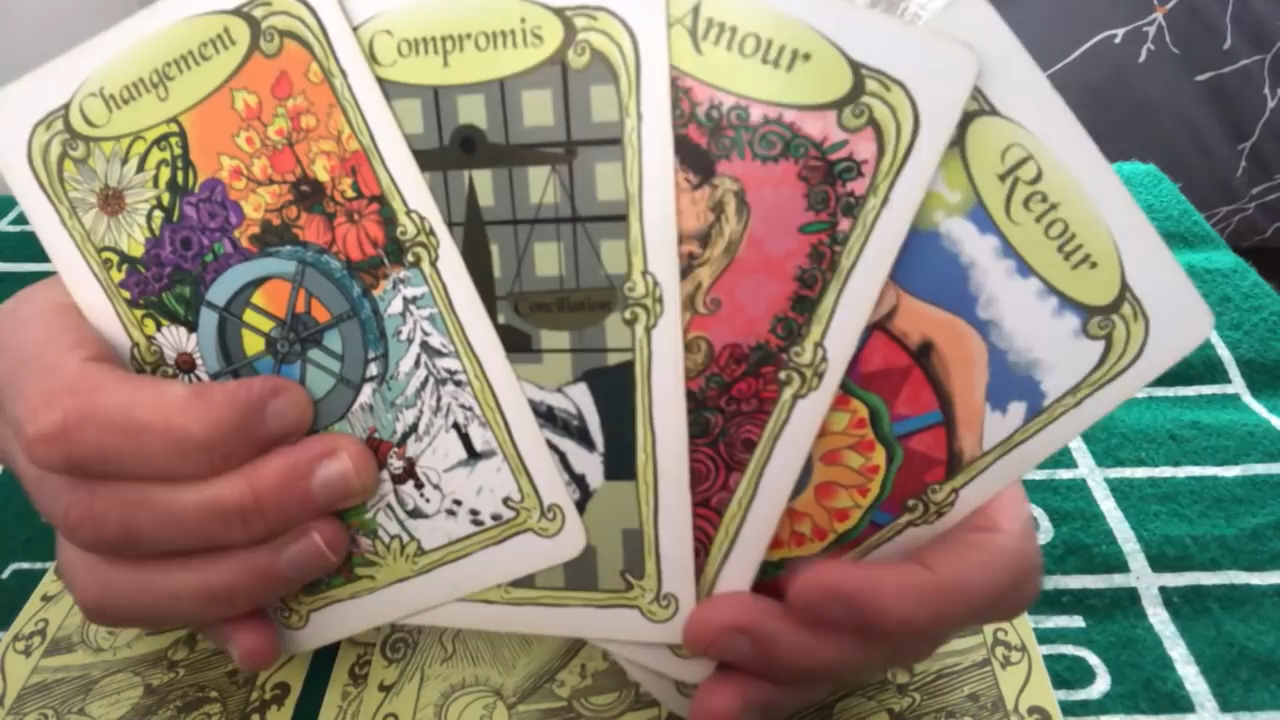 Changement
Compromis
Amour
Retour
Conciliation